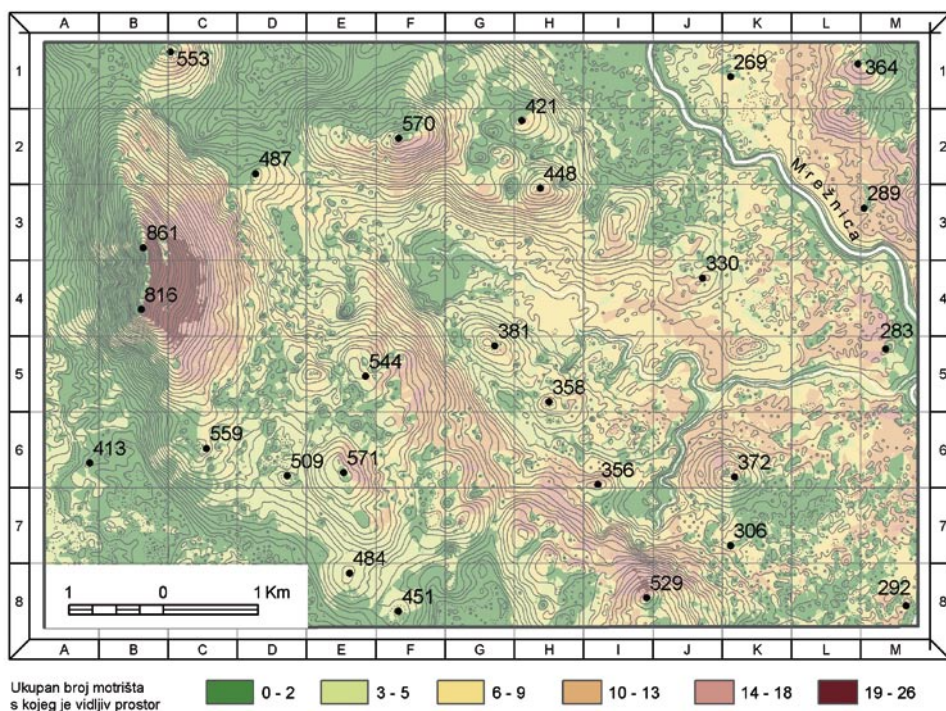 A B C D E F G H I J K L M
1 553 269 364 1
421
2 570 2
487 448 Mrežnica 289
3 3
861 330
4 816 4
381 283
5 544 5
358
559
6 413 509 571 356 372 6
7 306 7
484
8 529 292 8
451
1 0 1 Km
A B C D E F G H I J K L M
Ukupan broj motrišta
s kojeg je vidljiv prostor
0 - 2 3 - 5 6 - 9 10 - 13 14 - 18 19 - 26